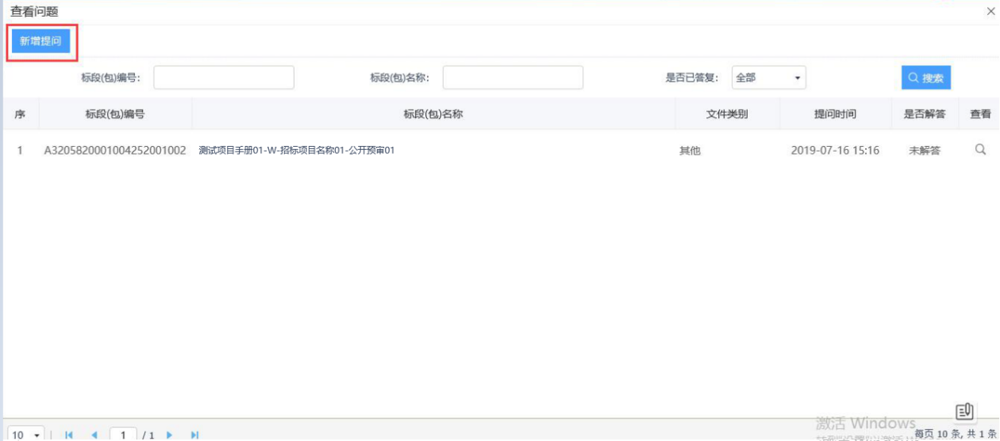 查看问题
新增提问
标段(包)编号: 标段(包)名称: 是否已答复: 全部 搜索
序 标段(包)编号 标段(包)名称 文件类别 提问时间 是否解答 查看
1 A3205820001004252001002 测试项目手册01-W-招标项目名称01-公开预审01 其他 2019-07-16 15:16 未解答
激活 Windows
10 1 / 1 每页 10 条, 共 1 条